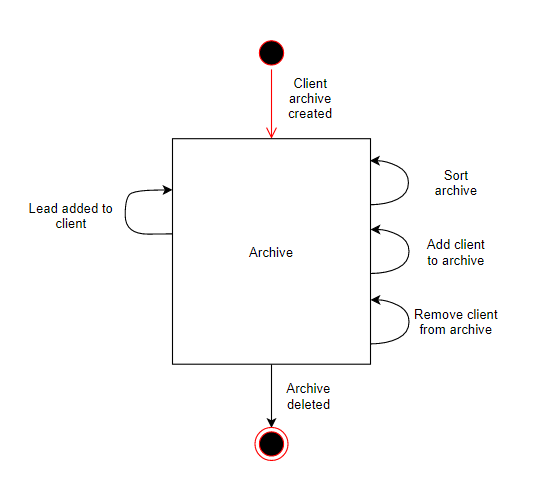 Client
archive
created
Sort
archive
Lead added to
client
Archive
Add client
to archive
Remove client
from archive
Archive
deleted